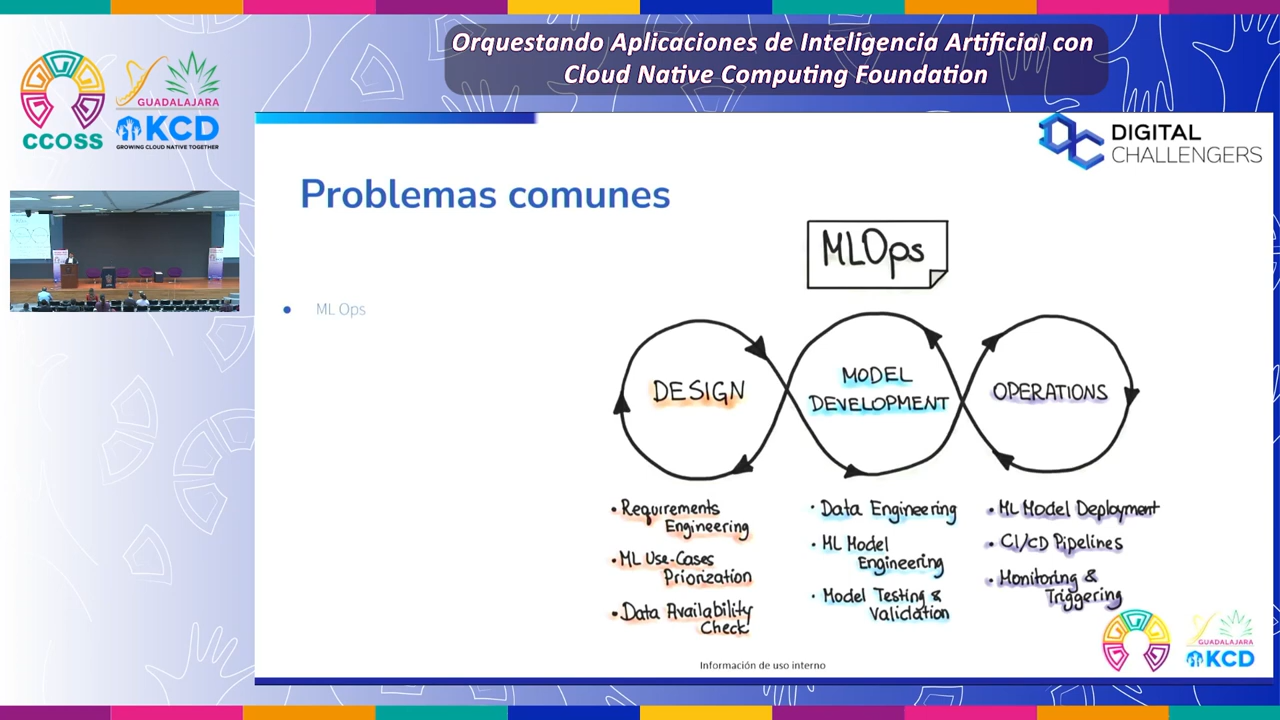 Orquestando Aplicaciones de Inteligencia Artificial con
Cloud Native Computing Foundation
CCOSS
GUADALAJARA
KCD
GROWING CLOUD NATIVE TOGETHER
DC
DIGITAL
CHALLENGERS
Problemas comunes
MLOps
• ML Ops
DESIGN
MODEL
DEVELOPMENT
OPERATIONS
• Requirements
Engineering
• ML Use-Cases
Priorization
• Data Availability
Check
• Data Engineering
• ML Model
Engineering
• Model Testing &
Validation
• ML Model Deployment
• CI/CD Pipelines
• Monitoring &
Triggering
Información de uso interno
GUADALAJARA
KCD